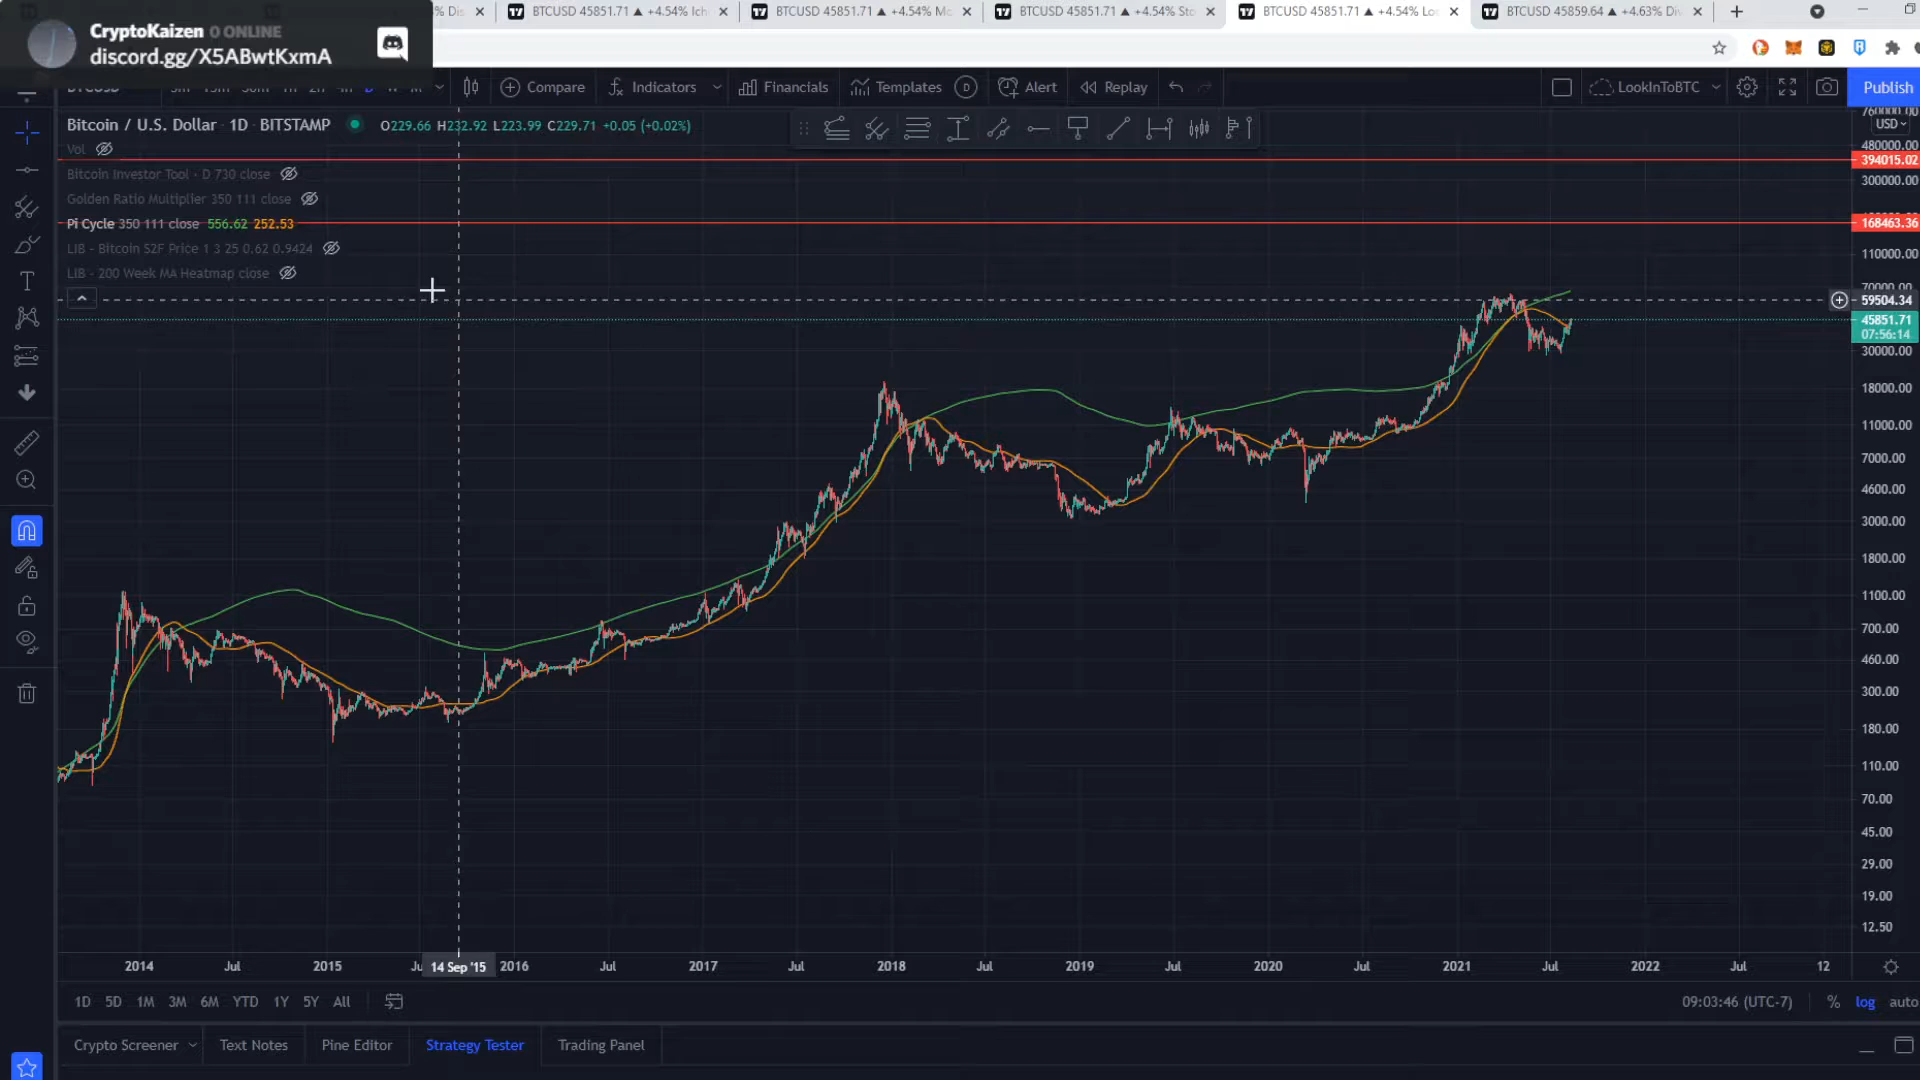 CryptoKaizen 0 ONLINE
discord.gg/X5ABwtKxmA
BTCUSD 45851.71 ▲ +4.54%
BTCUSD 45851.71 ▲ +4.54%
BTCUSD 45851.71 ▲ +4.54%
BTCUSD 45851.71 ▲ +4.54%
BTCUSD 45859.64 ▲ +4.63%
Compare
Indicators
Financials
Templates
D
Alert
Replay
LookInToBTC
Publish
Bitcoin / U.S. Dollar · 1D · BITSTAMP
O229.66 H232.92 L223.99 C229.71 +0.05 (+0.02%)
Vol
Bitcoin Investor Tool - D 730 close
Golden Ratio Multiplier 350 111 close
Pi Cycle 350 111 close 556.62 252.53
LIB - Bitcoin S2F Price 1 3 25 0.62 0.9424
LIB - 200 Week MA Heatmap close
USD
480000.00
394015.02
300000.00
168463.36
110000.00
70000.00
59504.34
45851.71
07:56:14
30000.00
18000.00
11000.00
7000.00
4600.00
3000.00
1800.00
1100.00
700.00
460.00
300.00
180.00
110.00
70.00
45.00
29.00
19.00
12.50
2014
Jul
2015
14 Sep '15
2016
Jul
2017
Jul
2018
Jul
2019
Jul
2020
Jul
2021
Jul
2022
Jul
12
1D 5D 1M 3M 6M YTD 1Y 5Y All
09:03:46 (UTC-7)
% log auto
Crypto Screener
Text Notes
Pine Editor
Strategy Tester
Trading Panel